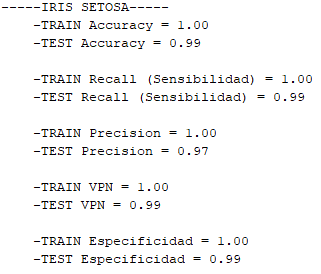 -----IRIS SETOSA-----
-TRAIN Accuracy = 1.00
-TEST Accuracy = 0.99
-TRAIN Recall (Sensibilidad) = 1.00
-TEST Recall (Sensibilidad) = 0.99
-TRAIN Precision = 1.00
-TEST Precision = 0.97
-TRAIN VPN = 1.00
-TEST VPN = 0.99
-TRAIN Especificidad = 1.00
-TEST Especificidad = 0.99